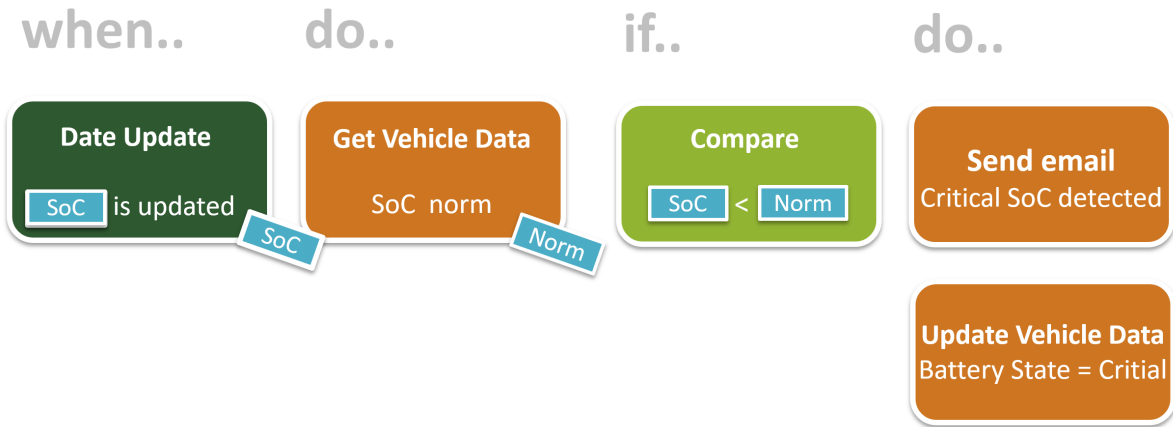 when..
do..
if..
do..
Date Update
SoC is updated
SoC
Get Vehicle Data
SoC norm
Norm
Compare
SoC < Norm
Send email
Critical SoC detected
Update Vehicle Data
Battery State = Critial